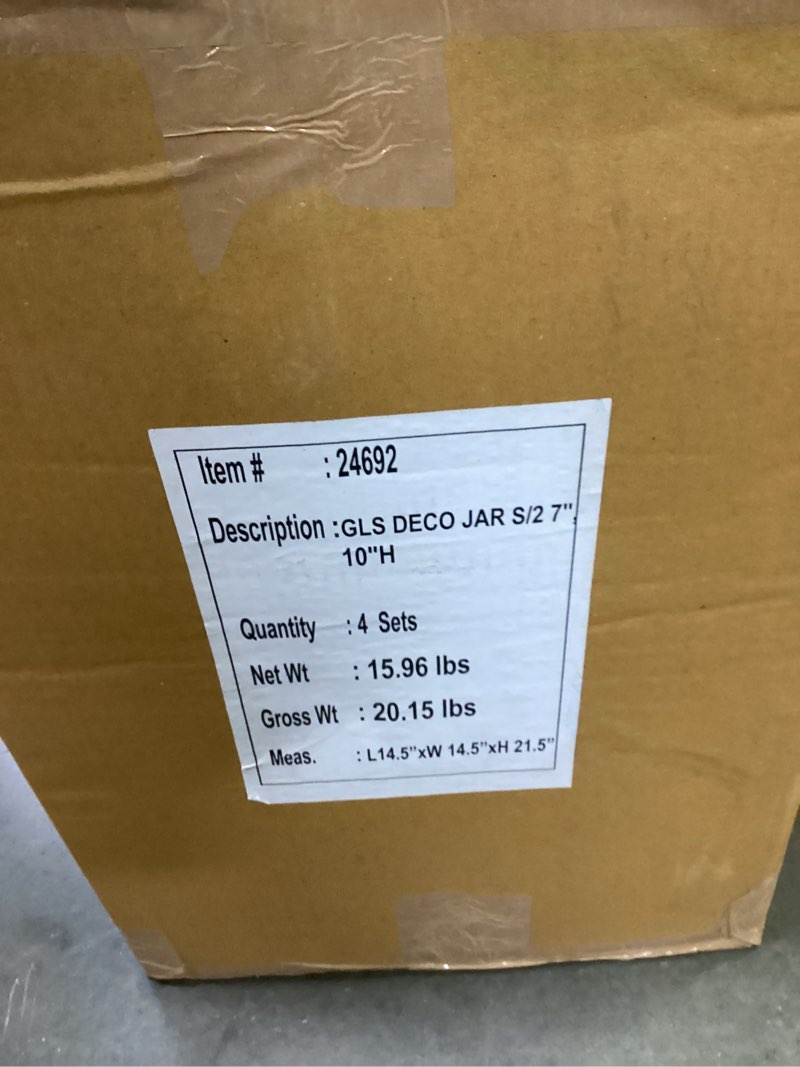 Item # : 24692
Description :GLS DECO JAR S/2 7",
10"H
Quantity : 4 Sets
Net Wt : 15.96 lbs
Gross Wt : 20.15 lbs
Meas. : L14.5"xW 14.5"xH 21.5"